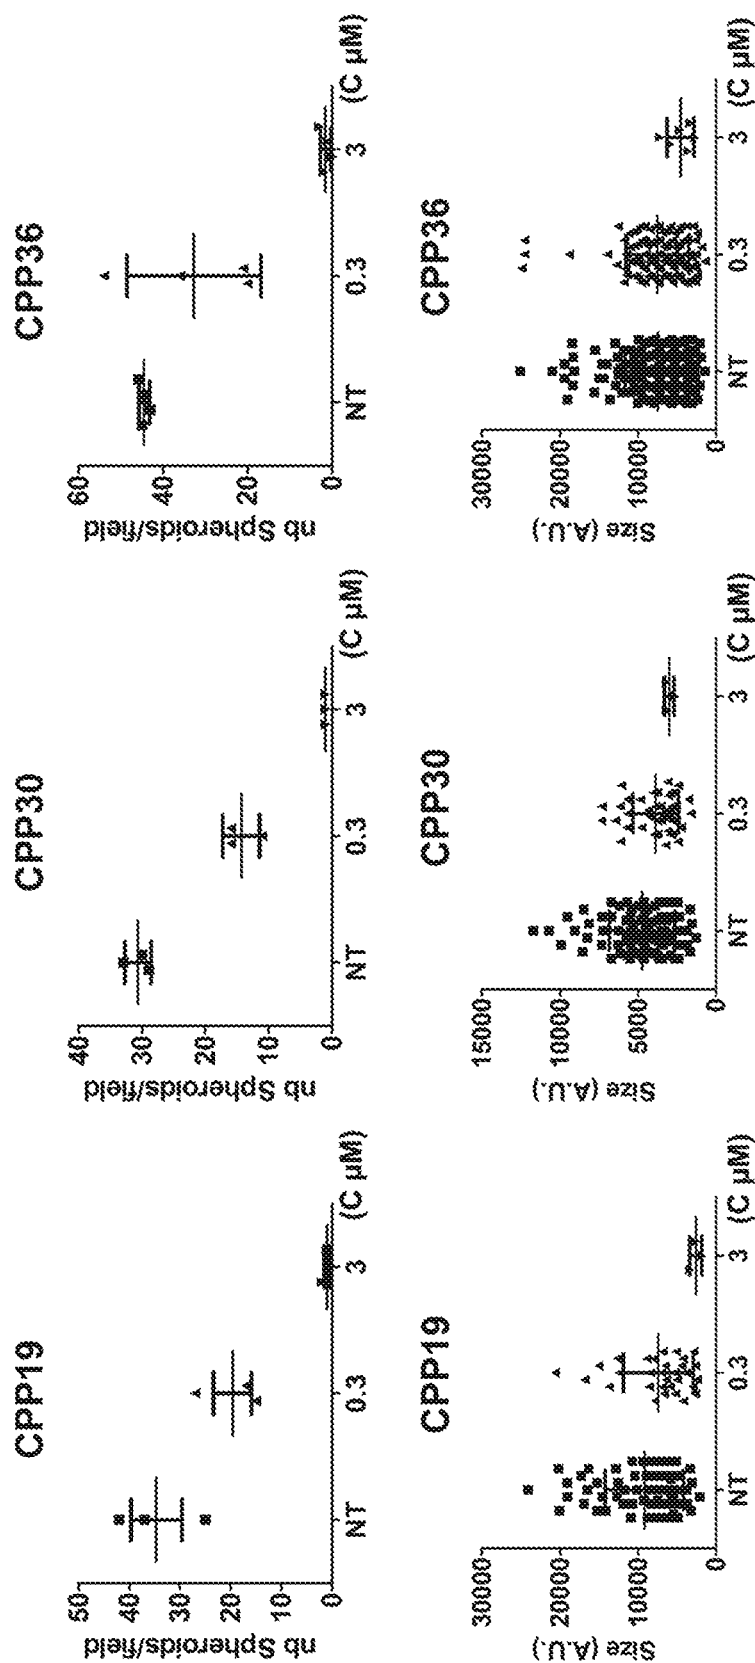 CPP19
nb Spheroids/field
50
40
30
20
10
0
NT
0.3
3
(C µM)
CPP30
nb Spheroids/field
40
30
20
10
0
NT
0.3
3
(C µM)
CPP36
nb Spheroids/field
60
40
20
0
NT
0.3
3
(C µM)
CPP19
Size (A.U.)
30000
20000
10000
0
NT
0.3
3
(C µM)
CPP30
Size (A.U.)
15000
10000
5000
0
NT
0.3
3
(C µM)
CPP36
Size (A.U.)
30000
20000
10000
0
NT
0.3
3
(C µM)